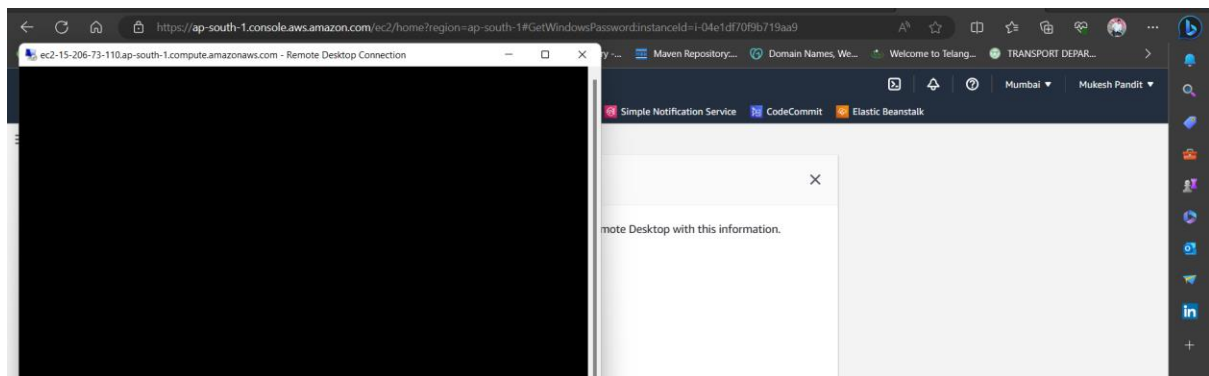 https://ap-south-1.console.aws.amazon.com/ec2/home?region=ap-south-1#GetWindowsPassword:instanceId=i-04e1df70f9b719aa9
ec2-15-206-73-110.ap-south-1.compute.amazonaws.com - Remote Desktop Connection
ry -... Maven Repository:... Domain Names, We... Welcome to Telang... TRANSPORT DEPAR...
Mumbai ▼ Mukesh Pandit ▼
Simple Notification Service CodeCommit Elastic Beanstalk
mote Desktop with this information.
in